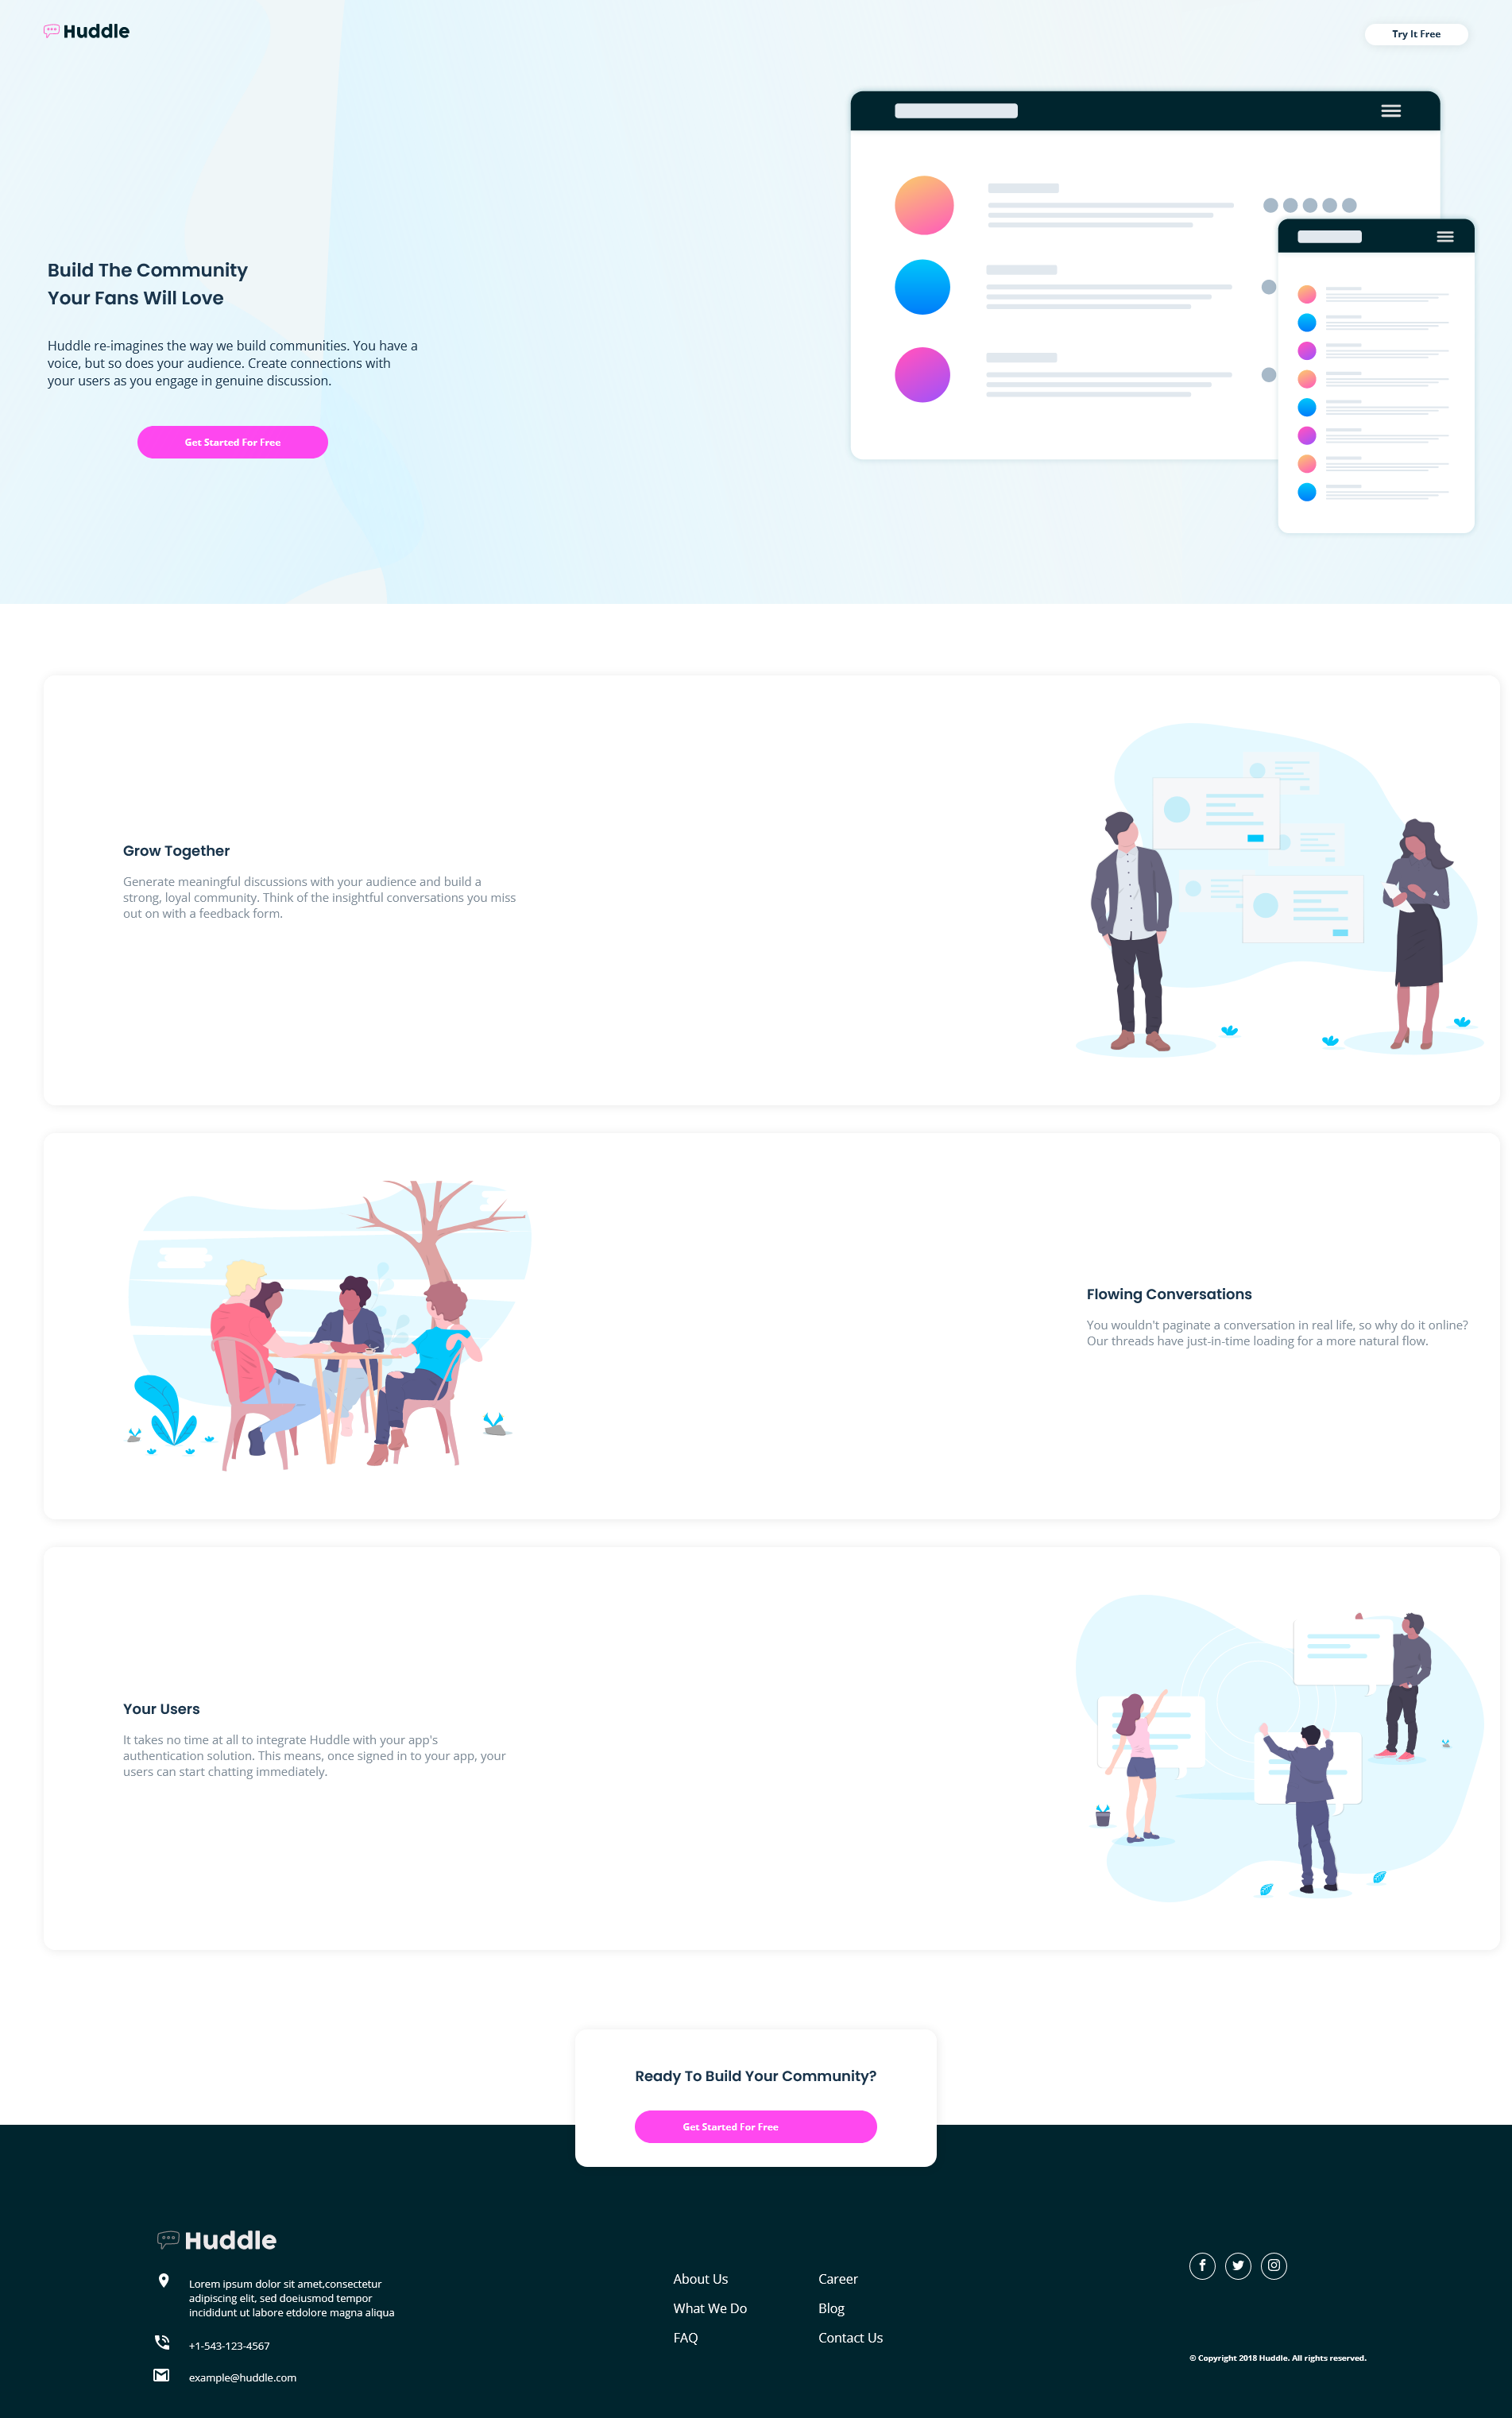 Huddle
Try It Free
Build The Community
Your Fans Will Love
Huddle re-imagines the way we build communities. You have a
voice, but so does your audience. Create connections with
your users as you engage in genuine discussion.
Get Started For Free
Grow Together
Generate meaningful discussions with your audience and build a
strong, loyal community. Think of the insightful conversations you miss
out on with a feedback form.
Flowing Conversations
You wouldn't paginate a conversation in real life, so why do it online?
Our threads have just-in-time loading for a more natural flow.
Your Users
It takes no time at all to integrate Huddle with your app's
authentication solution. This means, once signed in to your app, your
users can start chatting immediately.
Ready To Build Your Community?
Get Started For Free
Huddle
Lorem ipsum dolor sit amet,consectetur
adipiscing elit, sed doeiusmod tempor
incididunt ut labore etdolore magna aliqua
+1-543-123-4567
example@huddle.com
About Us
What We Do
FAQ
Career
Blog
Contact Us
© Copyright 2018 Huddle. All rights reserved.